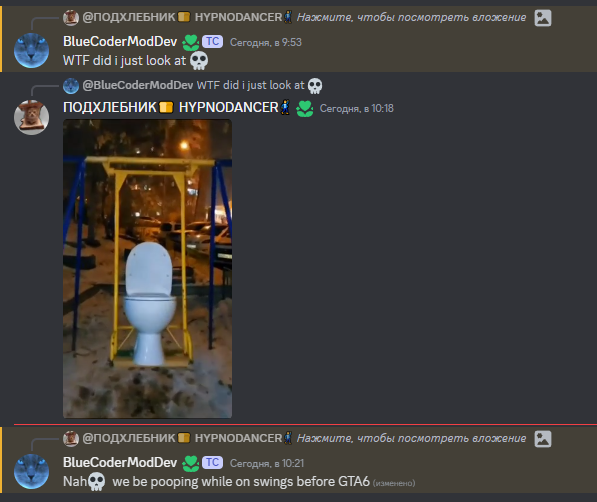 @ПОДХЛЕБНИК🍞 HYPNODANCER🕴 Нажмите, чтобы посмотреть вложение
BlueCoderModDev TC Сегодня, в 9:53
WTF did i just look at 💀
@BlueCoderModDev WTF did i just look at 💀
ПОДХЛЕБНИК🍞 HYPNODANCER🕴 Сегодня, в 10:18
@ПОДХЛЕБНИК🍞 HYPNODANCER🕴 Нажмите, чтобы посмотреть вложение
BlueCoderModDev TC Сегодня, в 10:21
Nah💀 we be pooping while on swings before GTA6 (изменено)